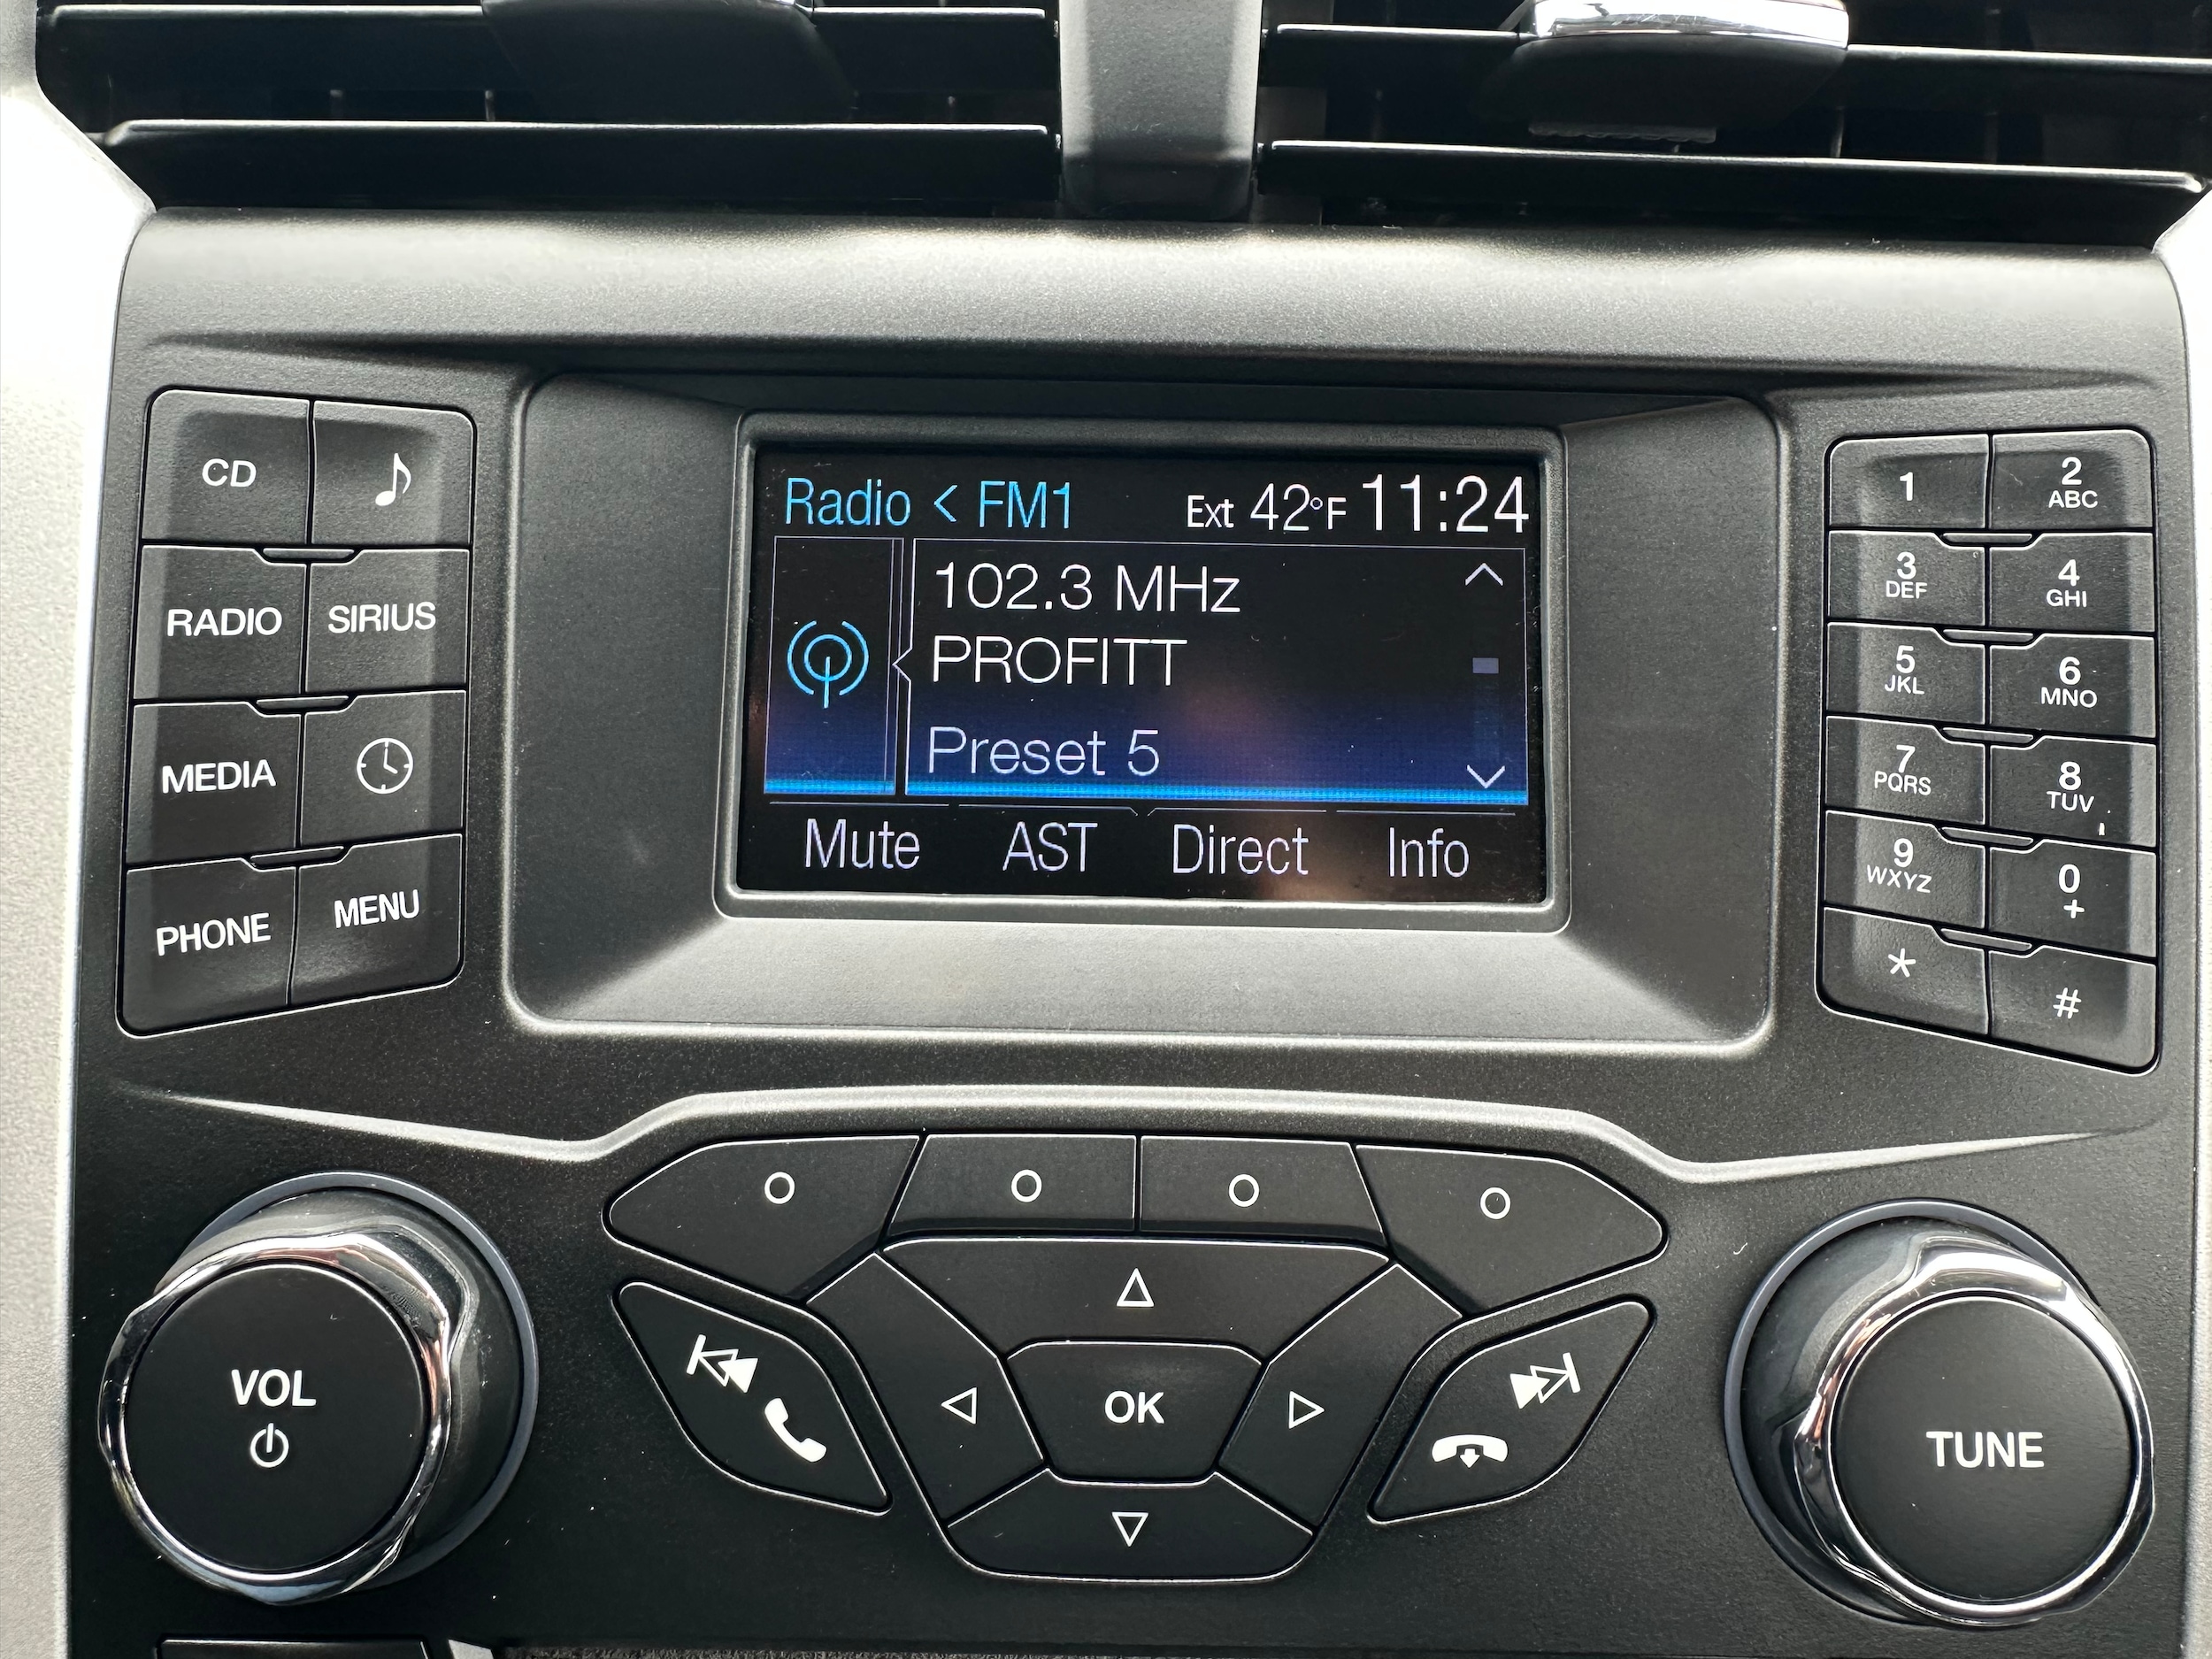 Radio < FM1 Ext 42°F 11:24
102.3 MHz
PROFITT
Preset 5
Mute AST Direct Info
CD
RADIO SIRIUS
MEDIA
PHONE MENU
1 2 ABC
3 DEF 4 GHI
5 JKL 6 MNO
7 PQRS 8 TUV
9 WXYZ 0 +
* #
VOL
OK
TUNE